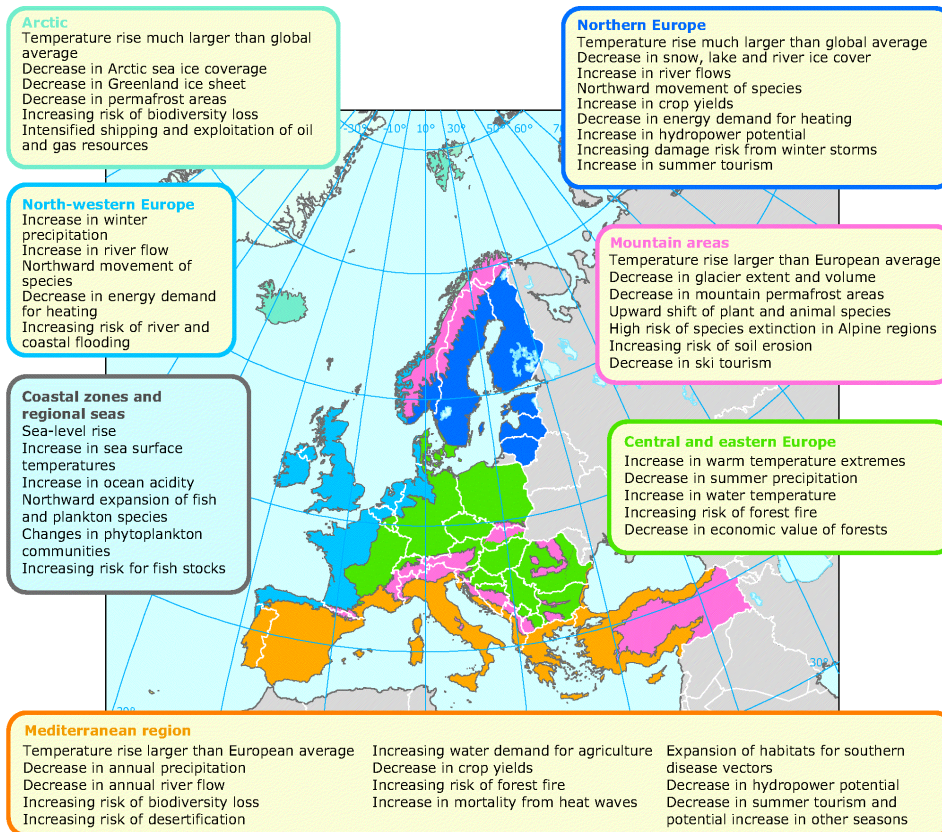 Arctic
Temperature rise much larger than global
average
Decrease in Arctic sea ice coverage
Decrease in Greenland ice sheet
Decrease in permafrost areas
Increasing risk of biodiversity loss
Intensified shipping and exploitation of oil
and gas resources
Northern Europe
Temperature rise much larger than global average
Decrease in snow, lake and river ice cover
Increase in river flows
Northward movement of species
Increase in crop yields
Decrease in energy demand for heating
Increase in hydropower potential
Increasing damage risk from winter storms
Increase in summer tourism
-30° -10° 10° 30° 50° 
North-western Europe
Increase in winter
precipitation
Increase in river flow
Northward movement of
species
Decrease in energy demand
for heating
Increasing risk of river and
coastal flooding
Mountain areas
Temperature rise larger than European average
Decrease in glacier extent and volume
Decrease in mountain permafrost areas
Upward shift of plant and animal species
High risk of species extinction in Alpine regions
Increasing risk of soil erosion
Decrease in ski tourism
Coastal zones and
regional seas
Sea-level rise
Increase in sea surface
temperatures
Increase in ocean acidity
Northward expansion of fish
and plankton species
Changes in phytoplankton
communities
Increasing risk for fish stocks
Central and eastern Europe
Increase in warm temperature extremes
Decrease in summer precipitation
Increase in water temperature
Increasing risk of forest fire
Decrease in economic value of forests
Mediterranean region
Temperature rise larger than European average
Decrease in annual precipitation
Decrease in annual river flow
Increasing risk of biodiversity loss
Increasing risk of desertification
Increasing water demand for agriculture
Decrease in crop yields
Increasing risk of forest fire
Increase in mortality from heat waves
Expansion of habitats for southern
disease vectors
Decrease in hydropower potential
Decrease in summer tourism and
potential increase in other seasons